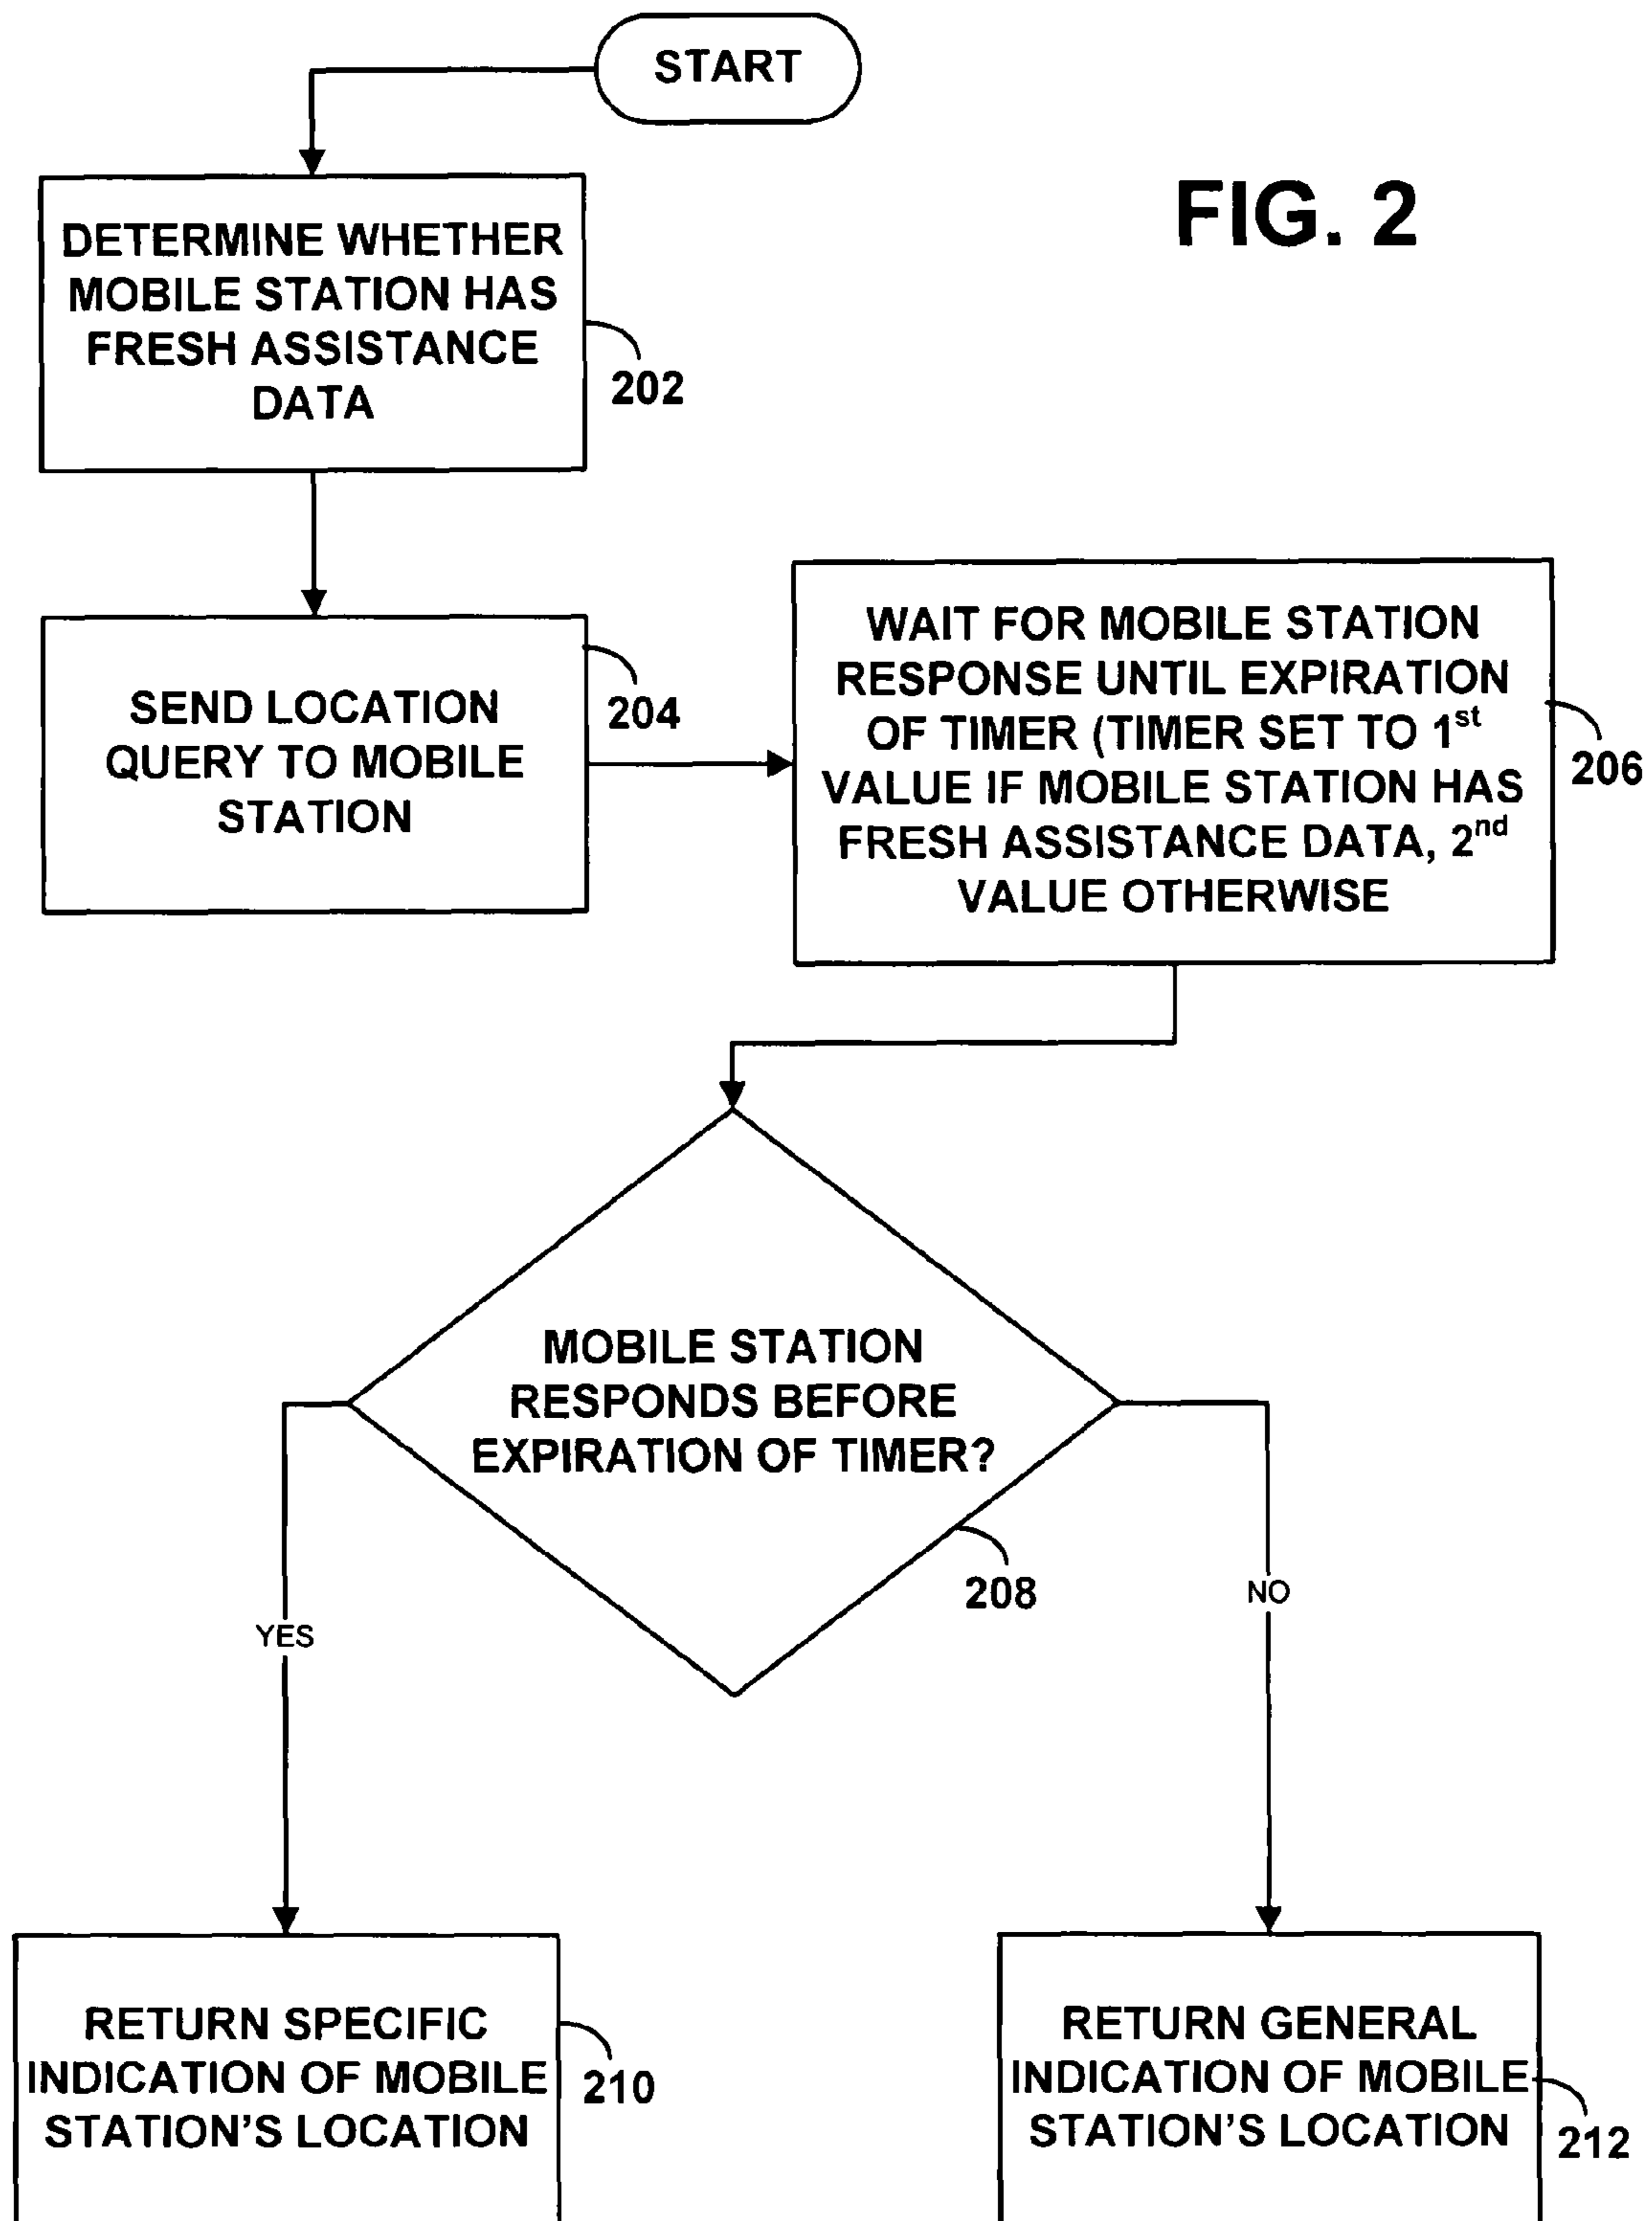 START
FIG. 2
DETERMINE WHETHER
MOBILE STATION HAS
FRESH ASSISTANCE
DATA
202
SEND LOCATION
QUERY TO MOBILE
STATION
204
WAIT FOR MOBILE STATION
RESPONSE UNTIL EXPIRATION
OF TIMER (TIMER SET TO 1st
VALUE IF MOBILE STATION HAS
FRESH ASSISTANCE DATA, 2nd
VALUE OTHERWISE
206
MOBILE STATION
RESPONDS BEFORE
EXPIRATION OF TIMER?
208
YES
NO
RETURN SPECIFIC
INDICATION OF MOBILE
STATION'S LOCATION
210
RETURN GENERAL
INDICATION OF MOBILE
STATION'S LOCATION
212